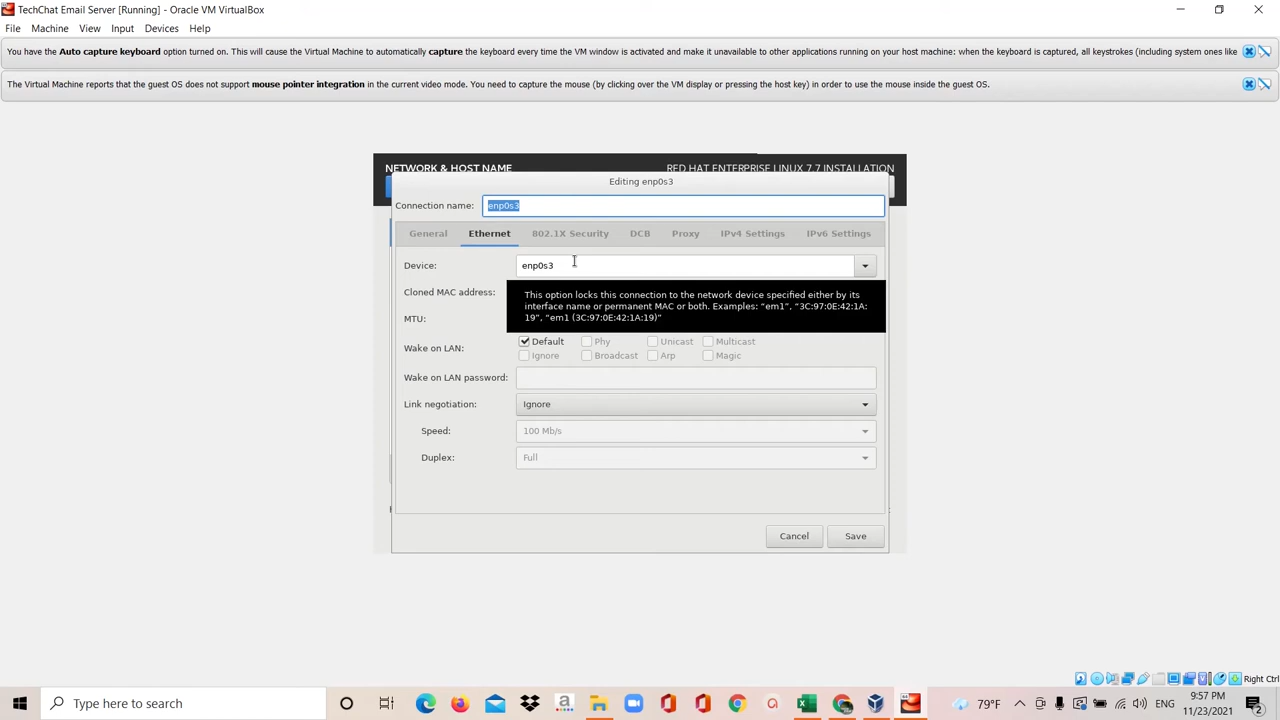 TechChat Email Server [Running] - Oracle VM VirtualBox
File Machine View Input Devices Help
You have the Auto capture keyboard option turned on. This will cause the Virtual Machine to automatically capture the keyboard every time the VM window is activated and make it unavailable to other applications running on your host machine: when the keyboard is captured, all keystrokes (including system ones like
The Virtual Machine reports that the guest OS does not support mouse pointer integration in the current video mode. You need to capture the mouse (by clicking over the VM display or pressing the host key) in order to use the mouse inside the guest OS.
NETWORK & HOST NAME RED HAT ENTERPRISE LINUX 7.7 INSTALLATION
Editing enp0s3
Connection name: enp0s3
General Ethernet 802.1X Security DCB Proxy IPv4 Settings IPv6 Settings
Device: enp0s3
Cloned MAC address:
This option locks this connection to the network device specified either by its
interface name or permanent MAC or both. Examples: "em1", "3C:97:0E:42:1A:
19", "em1 (3C:97:0E:42:1A:19)"
MTU:
Wake on LAN: Default Phy Unicast Multicast
Ignore Broadcast Arp Magic
Wake on LAN password:
Link negotiation: Ignore
Speed: 100 Mb/s
Duplex: Full
Cancel Save
Right Ctrl
Type here to search
79°F
ENG
9:57 PM
11/23/2021
2